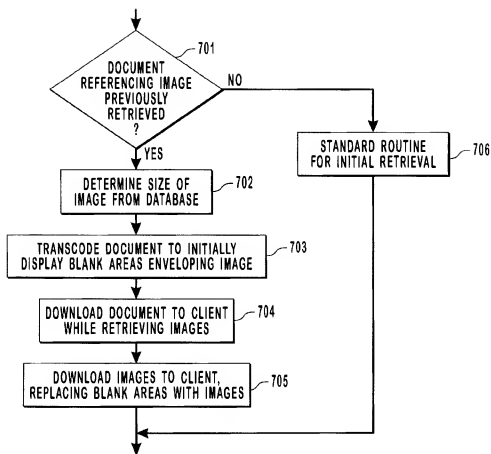 701
DOCUMENT
REFERENCING IMAGE
PREVIOUSLY
RETRIEVED
?
NO
YES
STANDARD ROUTINE
FOR INITIAL RETRIEVAL
706
DETERMINE SIZE OF
IMAGE FROM DATABASE
702
TRANSCODE DOCUMENT TO INITIALLY
DISPLAY BLANK AREAS ENVELOPING IMAGE
703
DOWNLOAD DOCUMENT TO CLIENT
WHILE RETRIEVING IMAGES
704
DOWNLOAD IMAGES TO CLIENT,
REPLACING BLANK AREAS WITH IMAGES
705